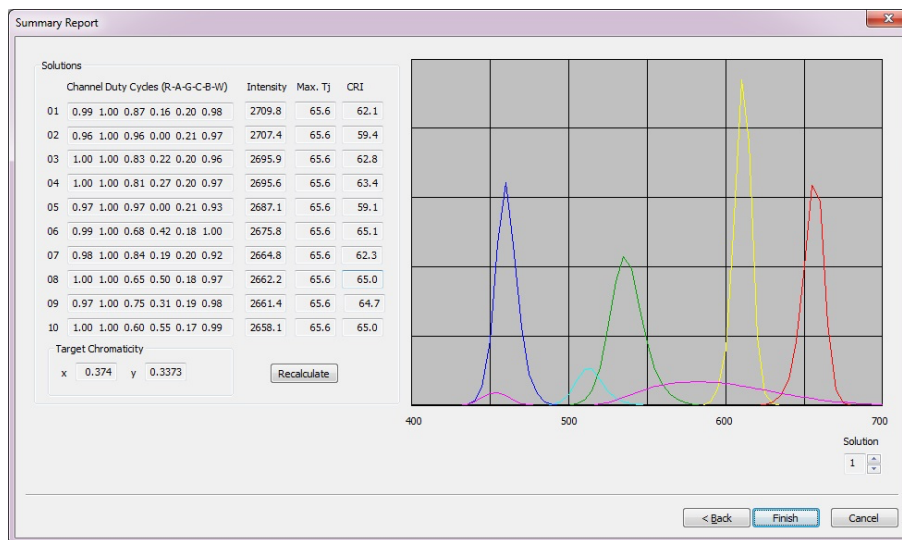 Summary Report
Solutions
Channel Duty Cycles (R-A-G-C-B-W) Intensity Max. Tj CRI
01 0.99 1.00 0.87 0.16 0.20 0.98 2709.8 65.6 62.1
02 0.96 1.00 0.96 0.00 0.21 0.97 2707.4 65.6 59.4
03 1.00 1.00 0.83 0.22 0.20 0.96 2695.9 65.6 62.8
04 1.00 1.00 0.81 0.27 0.20 0.97 2695.6 65.6 63.4
05 0.97 1.00 0.97 0.00 0.21 0.93 2687.1 65.6 59.1
06 0.99 1.00 0.68 0.42 0.18 1.00 2675.8 65.6 65.1
07 0.98 1.00 0.84 0.19 0.20 0.92 2664.8 65.6 62.3
08 1.00 1.00 0.65 0.50 0.18 0.97 2662.2 65.6 65.0
09 0.97 1.00 0.75 0.31 0.19 0.98 2661.4 65.6 64.7
10 1.00 1.00 0.60 0.55 0.17 0.99 2658.1 65.6 65.0
Target Chromaticity
x 0.374 y 0.3373
Recalculate
400 500 600 700
Solution
1
< Back Finish Cancel